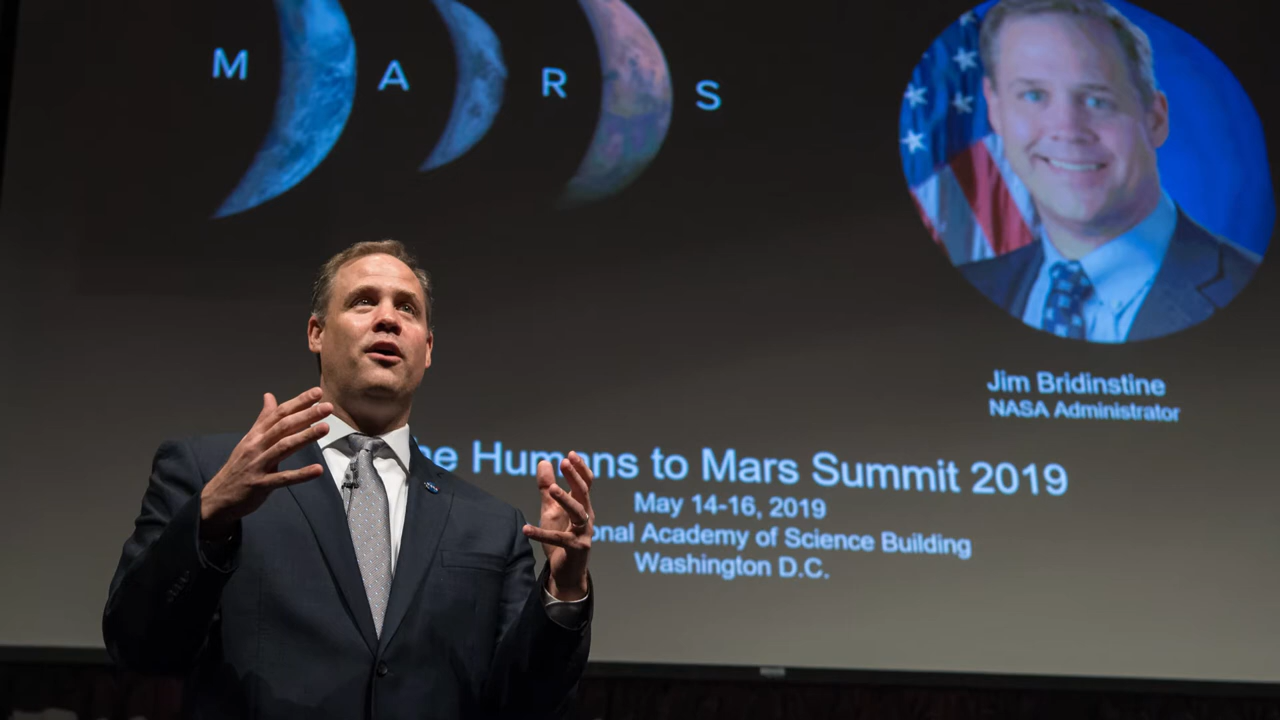 M A R S
Jim Bridinstine
NASA Administrator
e Humans to Mars Summit 2019
May 14-16, 2019
onal Academy of Science Building
Washington D.C.